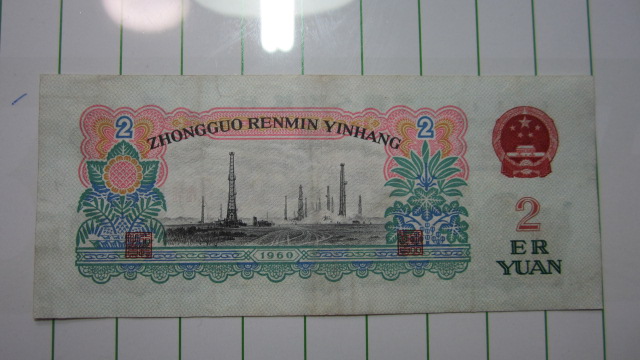 ZHONGGUO RENMIN YINHANG
2
2
2
ER
YUAN
1960